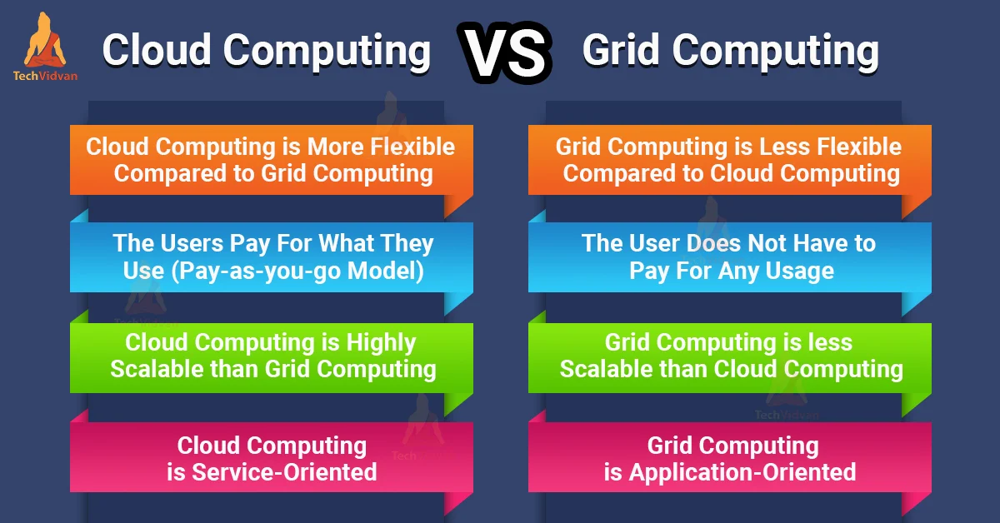 TechVidvan
Cloud Computing
VS
Grid Computing
Cloud Computing is More Flexible
Compared to Grid Computing
Grid Computing is Less Flexible
Compared to Cloud Computing
The Users Pay For What They
Use (Pay-as-you-go Model)
The User Does Not Have to
Pay For Any Usage
TechVidvan
Cloud Computing is Highly
Scalable than Grid Computing
Grid Computing is less
Scalable than Cloud Computing
TechVidvan
Cloud Computing
is Service-Oriented
Grid Computing
is Application-Oriented
TechVidvan